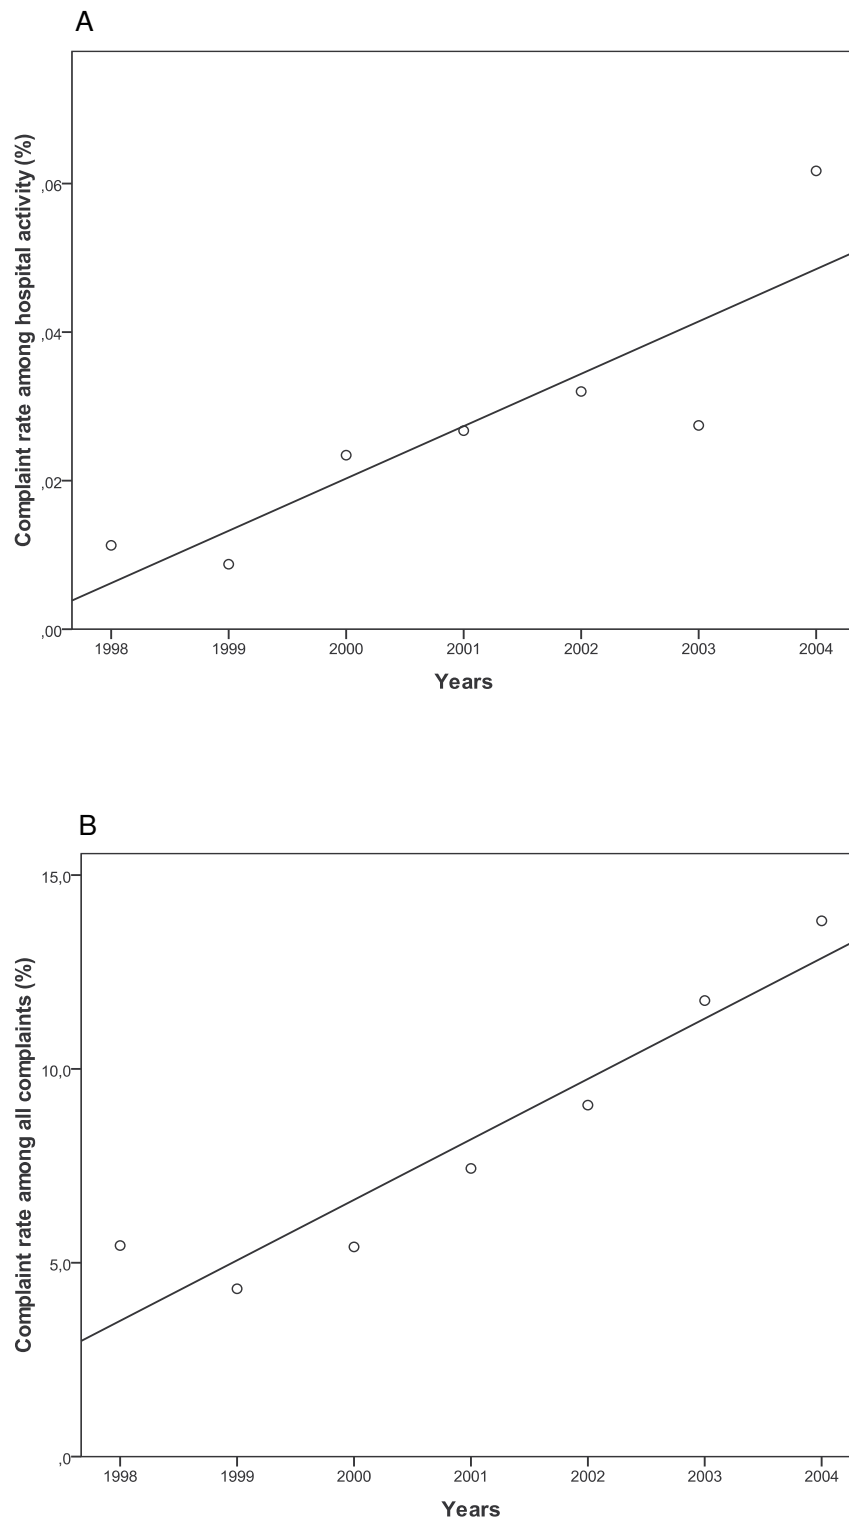 A
Complaint rate among hospital activity (%)
,06
,04
,02
,00
1998 1999 2000 2001 2002 2003 2004
Years
B
Complaint rate among all complaints (%)
15,0
10,0
5,0
,0
1998 1999 2000 2001 2002 2003 2004
Years